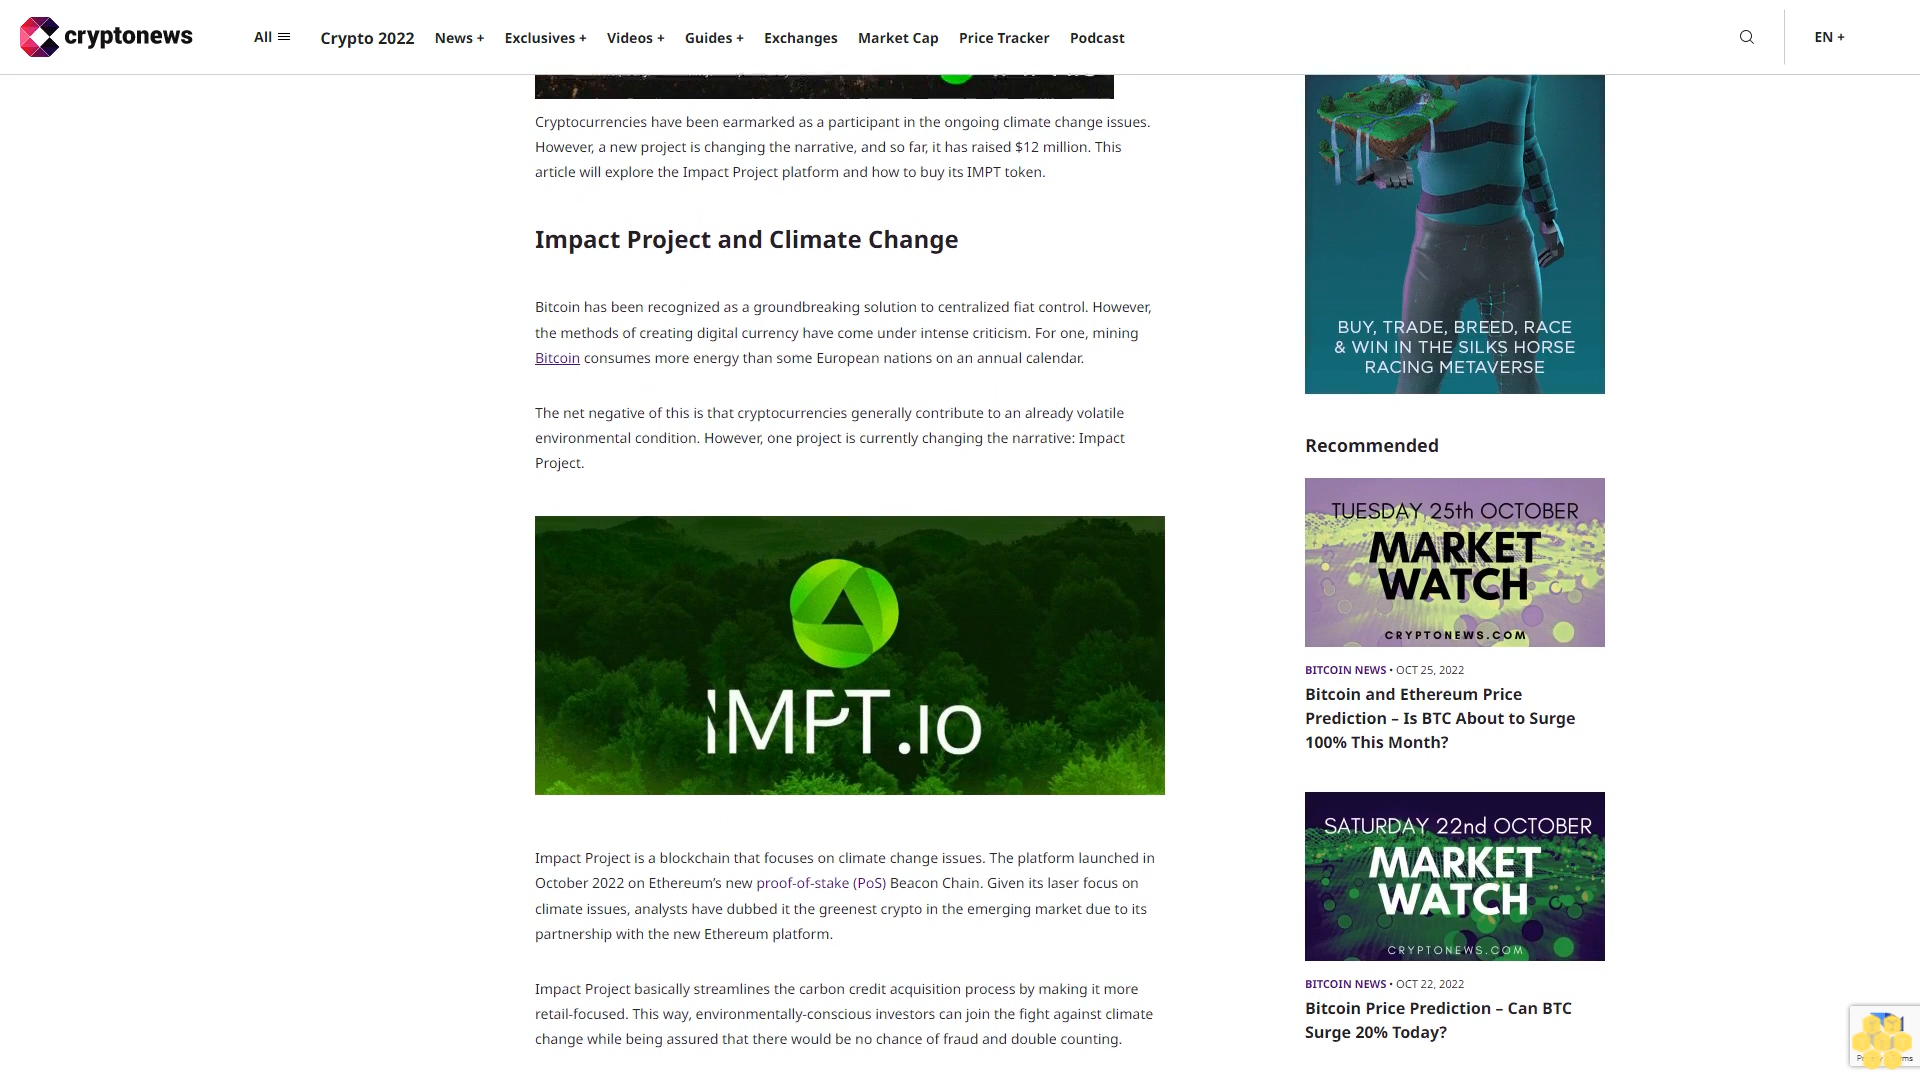 cryptonews
All
Crypto 2022
News +
Exclusives +
Videos +
Guides +
Exchanges
Market Cap
Price Tracker
Podcast
EN +
Cryptocurrencies have been earmarked as a participant in the ongoing climate change issues.
However, a new project is changing the narrative, and so far, it has raised $12 million. This
article will explore the Impact Project platform and how to buy its IMPT token.
Impact Project and Climate Change
Bitcoin has been recognized as a groundbreaking solution to centralized fiat control. However,
the methods of creating digital currency have come under intense criticism. For one, mining
Bitcoin consumes more energy than some European nations on an annual calendar.
The net negative of this is that cryptocurrencies generally contribute to an already volatile
environmental condition. However, one project is currently changing the narrative: Impact
Project.
IMPT.io
Impact Project is a blockchain that focuses on climate change issues. The platform launched in
October 2022 on Ethereum’s new proof-of-stake (PoS) Beacon Chain. Given its laser focus on
climate issues, analysts have dubbed it the greenest crypto in the emerging market due to its
partnership with the new Ethereum platform.
Impact Project basically streamlines the carbon credit acquisition process by making it more
retail-focused. This way, environmentally-conscious investors can join the fight against climate
change while being assured that there would be no chance of fraud and double counting.
BUY, TRADE, BREED, RACE
& WIN IN THE SILKS HORSE
RACING METAVERSE
Recommended
TUESDAY 25th OCTOBER
MARKET
WATCH
CRYPTONEWS.COM
BITCOIN NEWS • OCT 25, 2022
Bitcoin and Ethereum Price
Prediction – Is BTC About to Surge
100% This Month?
SATURDAY 22nd OCTOBER
MARKET
WATCH
CRYPTONEWS.COM
BITCOIN NEWS • OCT 22, 2022
Bitcoin Price Prediction – Can BTC
Surge 20% Today?